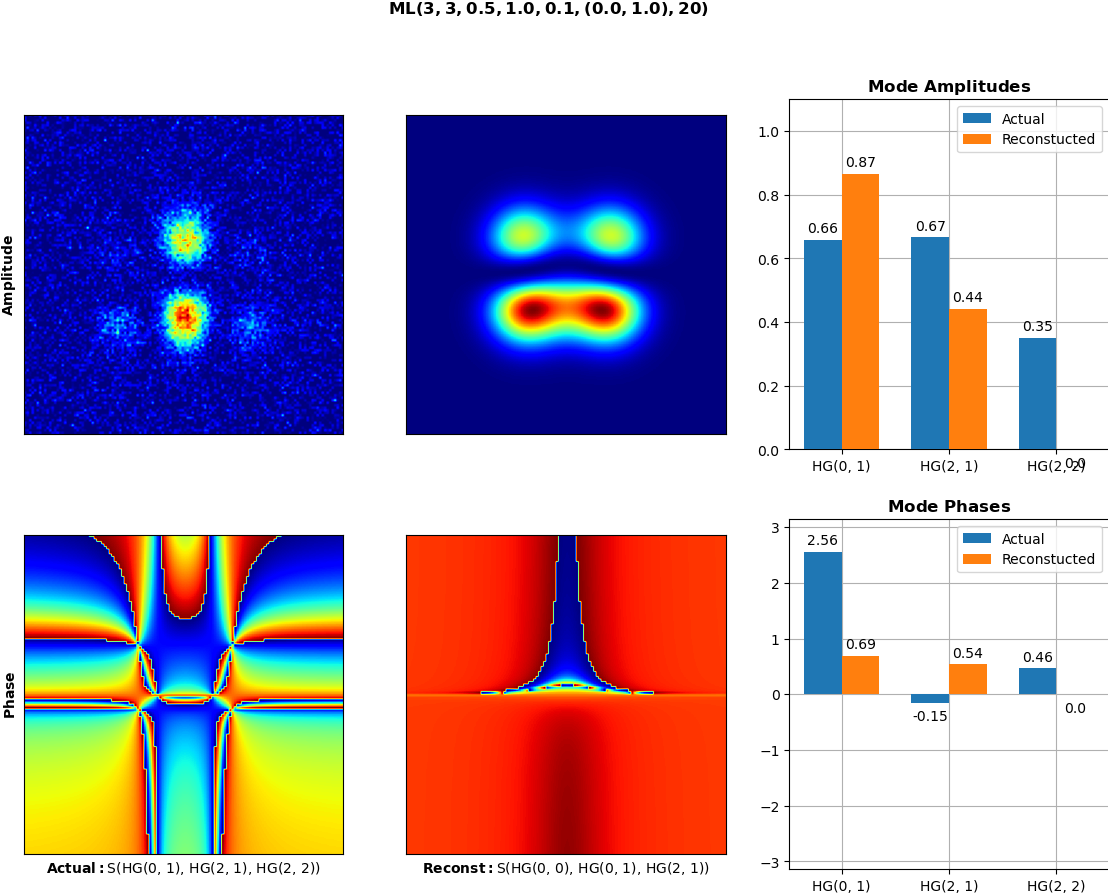 ML(3, 3, 0.5, 1.0, 0.1, (0.0, 1.0), 20)
Amplitude
Mode Amplitudes
Actual
Reconstucted
1.0
0.8
0.6
0.4
0.2
0.0
0.66
0.87
0.67
0.44
0.35
0.0
HG(0, 1)
HG(2, 1)
HG(2, 2)
Phase
Actual: S(HG(0, 1), HG(2, 1), HG(2, 2))
Reconst: S(HG(0, 0), HG(0, 1), HG(2, 1))
Mode Phases
Actual
Reconstucted
3
2
1
0
−1
−2
−3
2.56
0.69
-0.15
0.54
0.46
0.0
HG(0, 1)
HG(2, 1)
HG(2, 2)